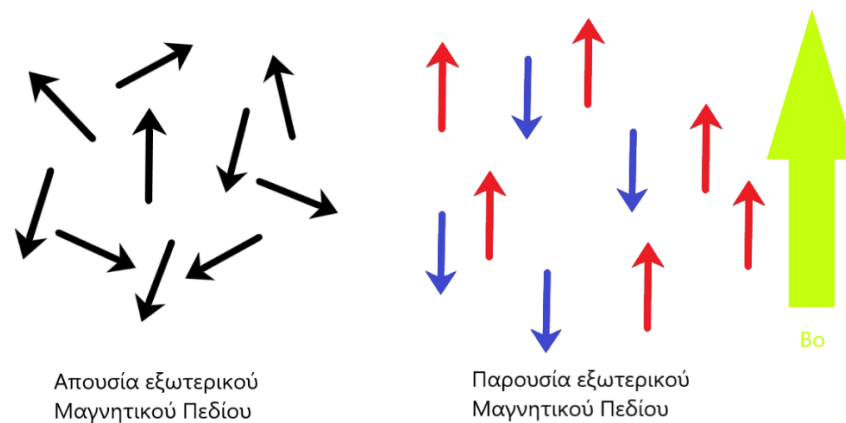 Απουσία εξωτερικού
Μαγνητικού Πεδίου
Παρουσία εξωτερικού
Μαγνητικού Πεδίου
Bo